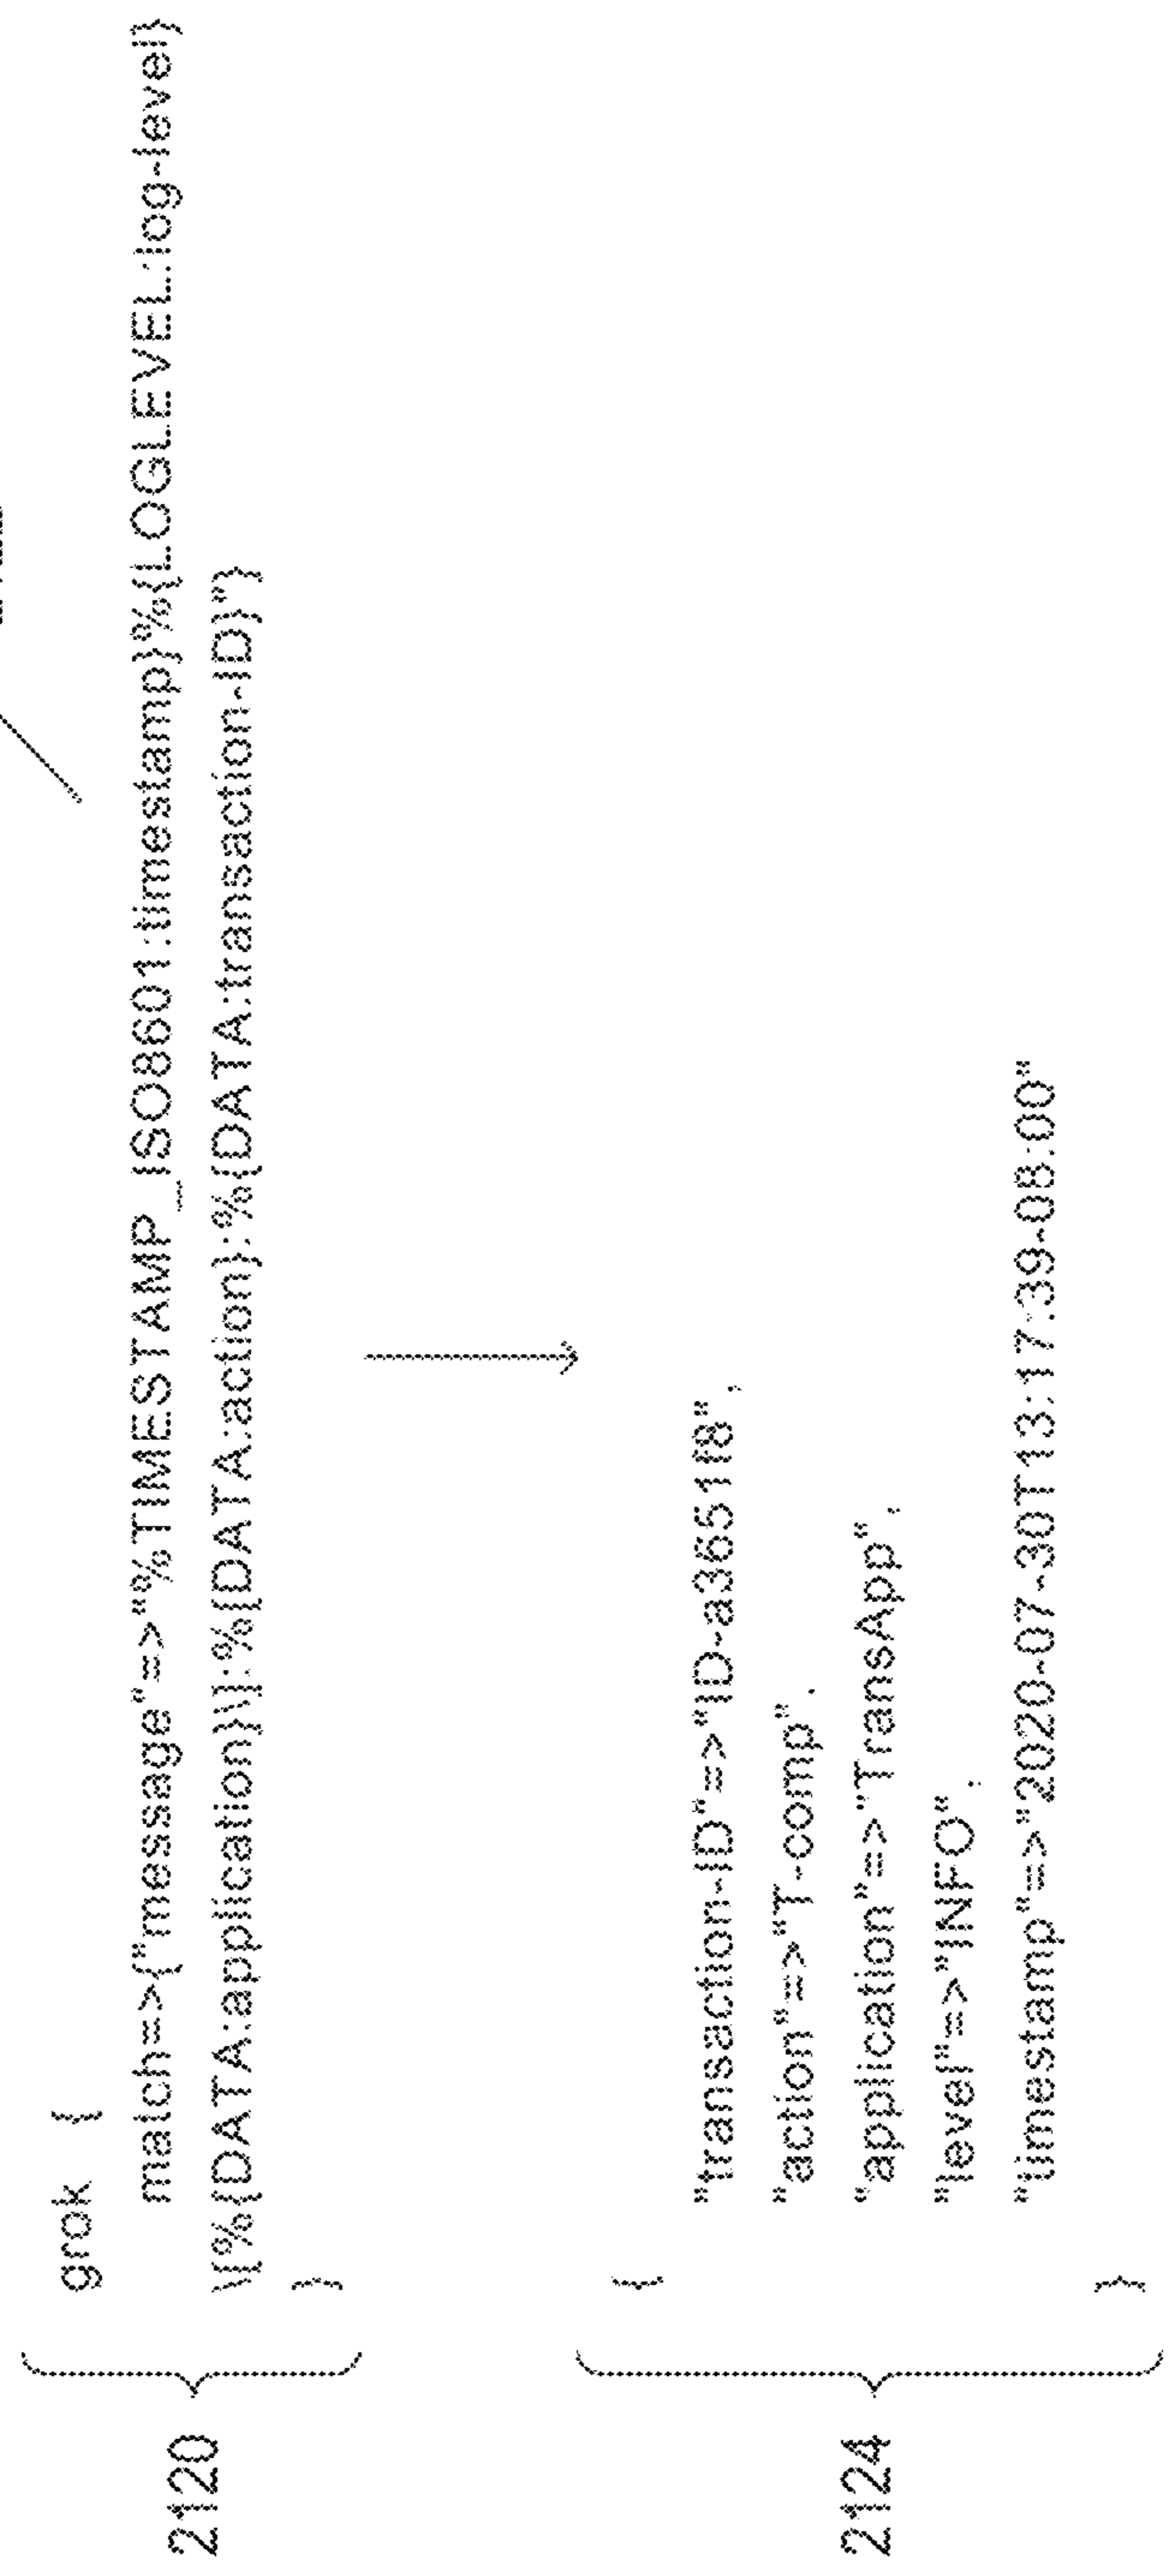 grok {
match=>{"message"=>"%TIMESTAMP_ISO8601:timestamp}%{LOGLEVEL:log-level}
\[%{DATA:application}\]:%{DATA:action}:%{DATA:transaction-ID}"}
}
2120
{
"transaction-ID"=>"ID-a3651f8",
"action"=>"T-comp",
"application"=>"TransApp",
"level"=>"INFO",
"timestamp"=>"2020-07-30T13:17:39-08:00"
}
2124